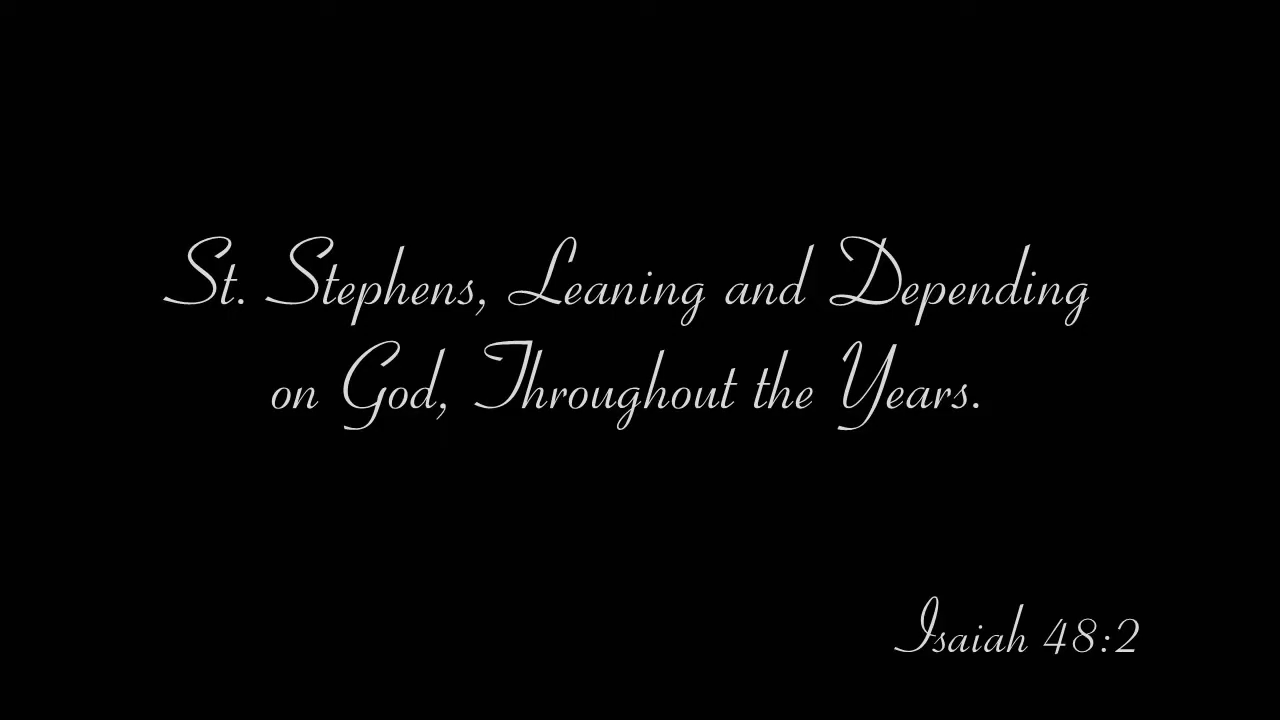 St. Stephens, Leaning and Depending
on God, Throughout the Years.
Isaiah 48:2